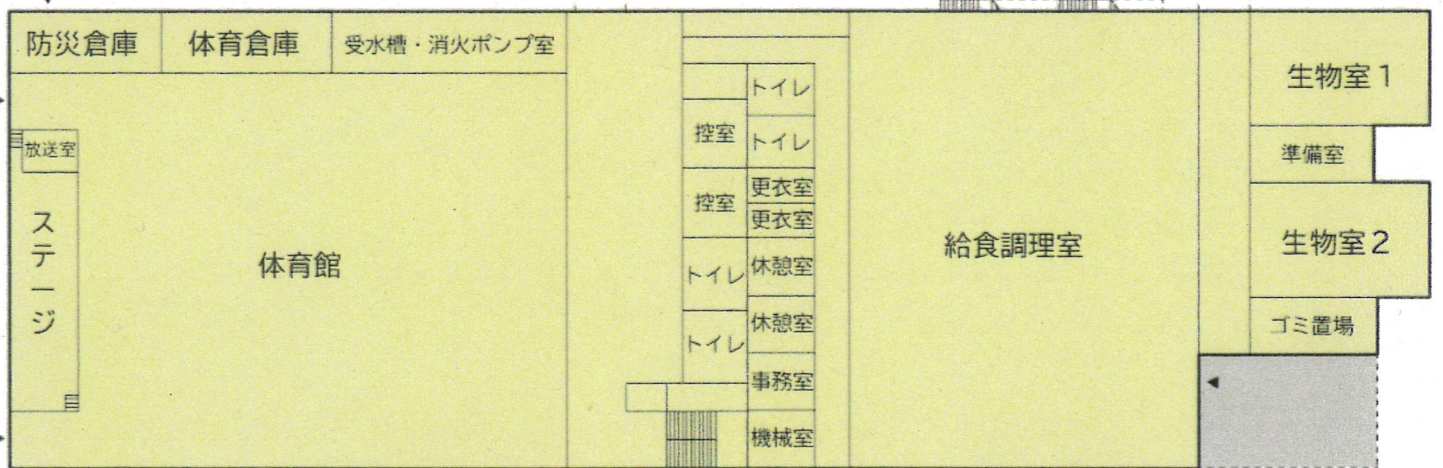 防災倉庫
体育倉庫
受水槽・消火ポンプ室
放送室
ステージ
体育館
トイレ
控室
トイレ
控室
更衣室
更衣室
トイレ
休憩室
トイレ
休憩室
事務室
機械室
給食調理室
生物室1
準備室
生物室2
ゴミ置場